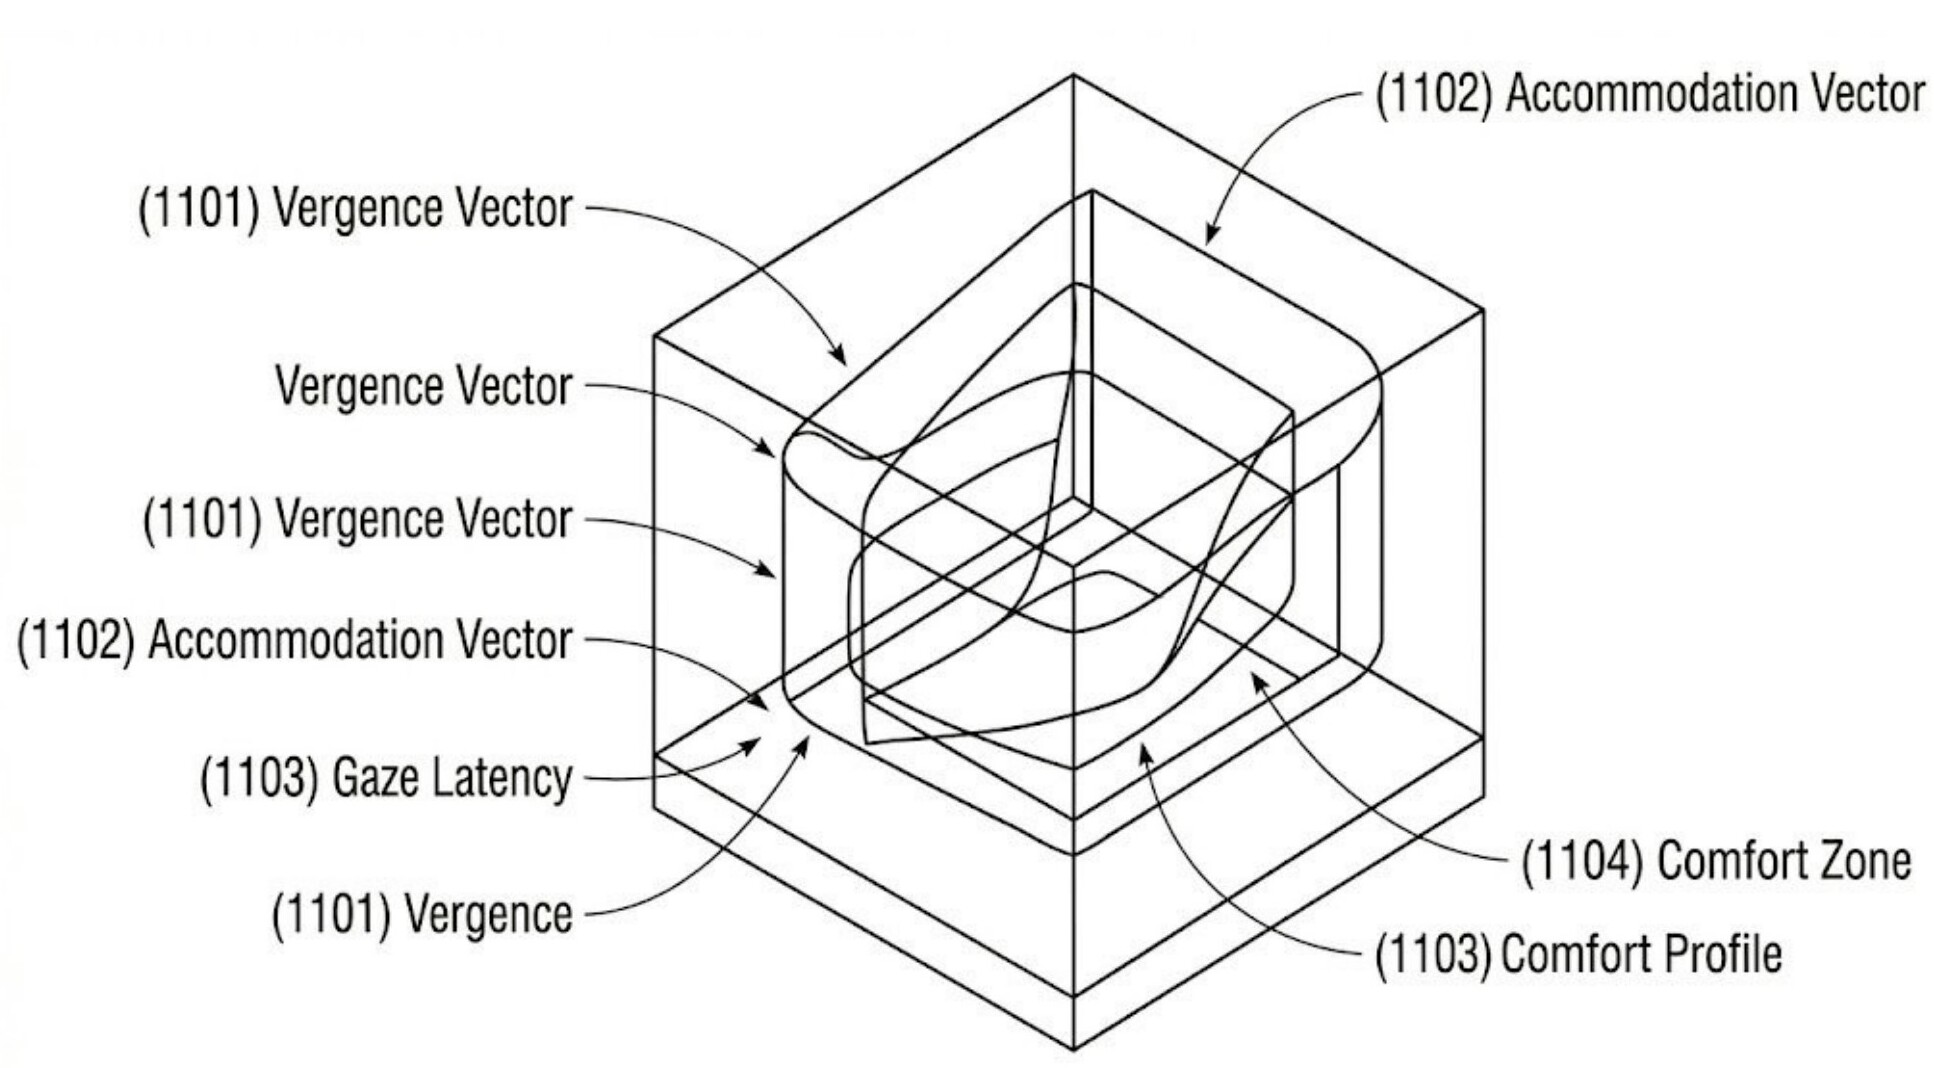 (1102) Accommodation Vector
(1101) Vergence Vector
Vergence Vector
(1101) Vergence Vector
(1102) Accommodation Vector
(1103) Gaze Latency
(1104) Comfort Zone
(1101) Vergence
(1103) Comfort Profile